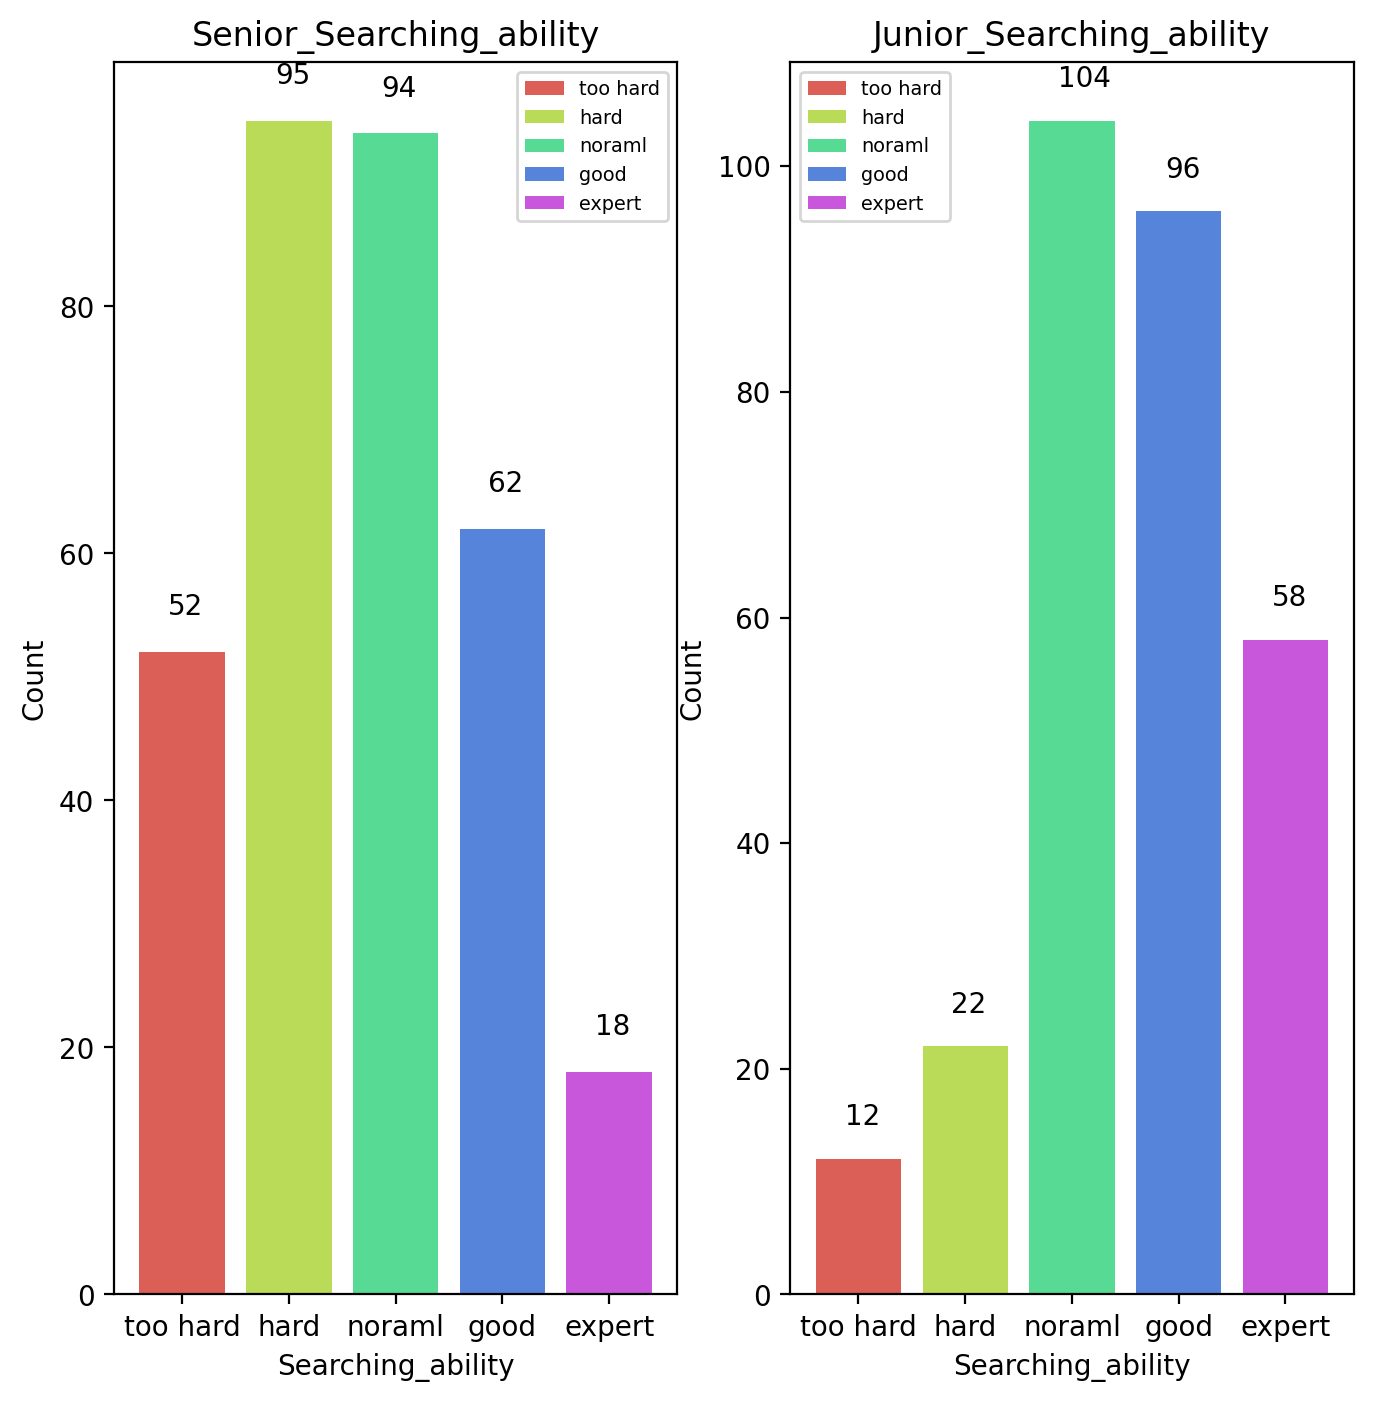 Senior_Searching_ability
95
94
too hard
hard
noraml
good
expert
62
52
18
80
60
40
20
0
Count
too hard hard noraml good expert
Searching_ability
Junior_Searching_ability
104
too hard
hard
noraml
good
expert
96
58
22
12
100
80
60
40
20
0
Count
too hard hard noraml good expert
Searching_ability